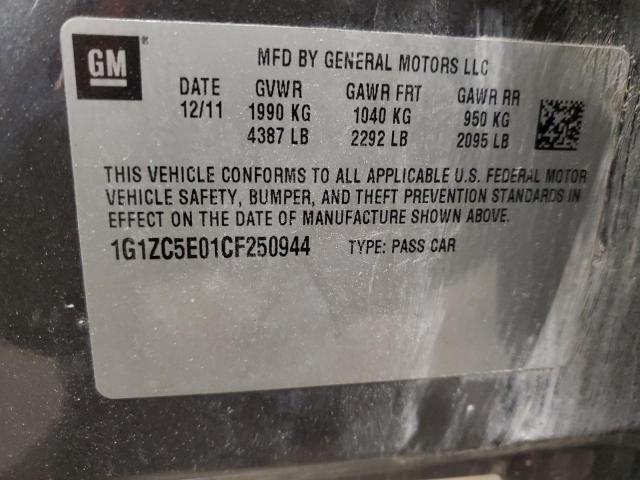 GM
MFD BY GENERAL MOTORS LLC
DATE GVWR GAWR FRT GAWR RR
12/11 1990 KG 1040 KG 950 KG
4387 LB 2292 LB 2095 LB
THIS VEHICLE CONFORMS TO ALL APPLICABLE U.S. FEDERAL MOTOR
VEHICLE SAFETY, BUMPER, AND THEFT PREVENTION STANDARDS IN
EFFECT ON THE DATE OF MANUFACTURE SHOWN ABOVE.
1G1ZC5E01CF250944 TYPE: PASS CAR